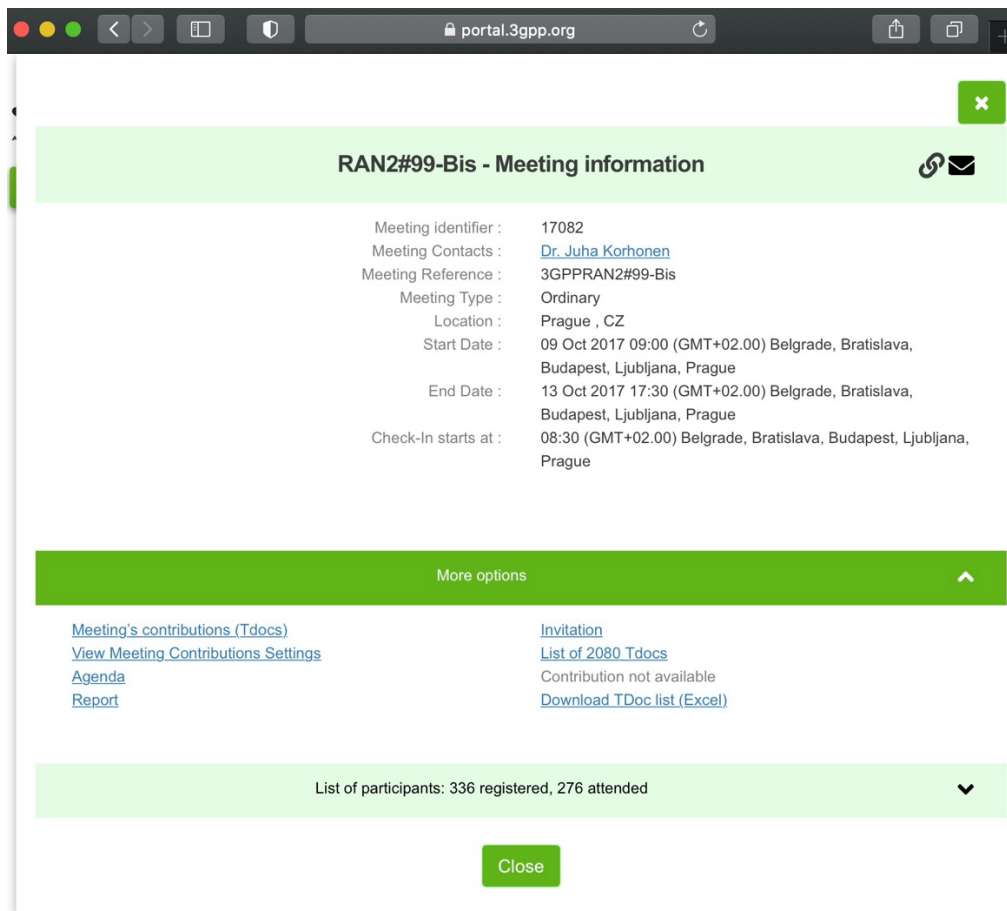 portal.3gpp.org
RAN2#99-Bis - Meeting information
Meeting identifier : 17082
Meeting Contacts : Dr. Juha Korhonen
Meeting Reference : 3GPPRAN2#99-Bis
Meeting Type : Ordinary
Location : Prague , CZ
Start Date : 09 Oct 2017 09:00 (GMT+02.00) Belgrade, Bratislava,
Budapest, Ljubljana, Prague
End Date : 13 Oct 2017 17:30 (GMT+02.00) Belgrade, Bratislava,
Budapest, Ljubljana, Prague
Check-In starts at : 08:30 (GMT+02.00) Belgrade, Bratislava, Budapest, Ljubljana,
Prague
More options
Meeting's contributions (Tdocs) Invitation
View Meeting Contributions Settings List of 2080 Tdocs
Agenda Contribution not available
Report Download TDoc list (Excel)
List of participants: 336 registered, 276 attended
Close